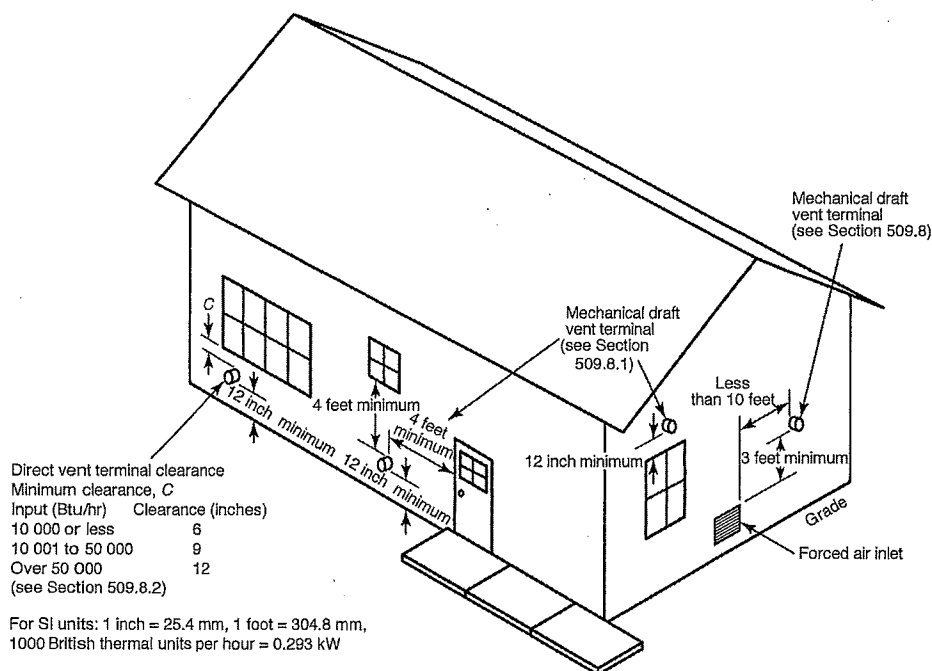 Mechanical draft
vent terminal
(see Section 509.8)
Mechanical draft
vent terminal
(see Section
509.8.1)
C
Less
than 10 feet
4 feet minimum
4 feet
minimum
12 inch minimum
12 inch minimum
12 inch minimum
3 feet minimum
Grade
Forced air inlet
Direct vent terminal clearance
Minimum clearance, C
Input (Btu/hr) Clearance (inches)
10 000 or less 6
10 001 to 50 000 9
Over 50 000 12
(see Section 509.8.2)
For SI units: 1 inch = 25.4 mm, 1 foot = 304.8 mm,
1000 British thermal units per hour = 0.293 kW